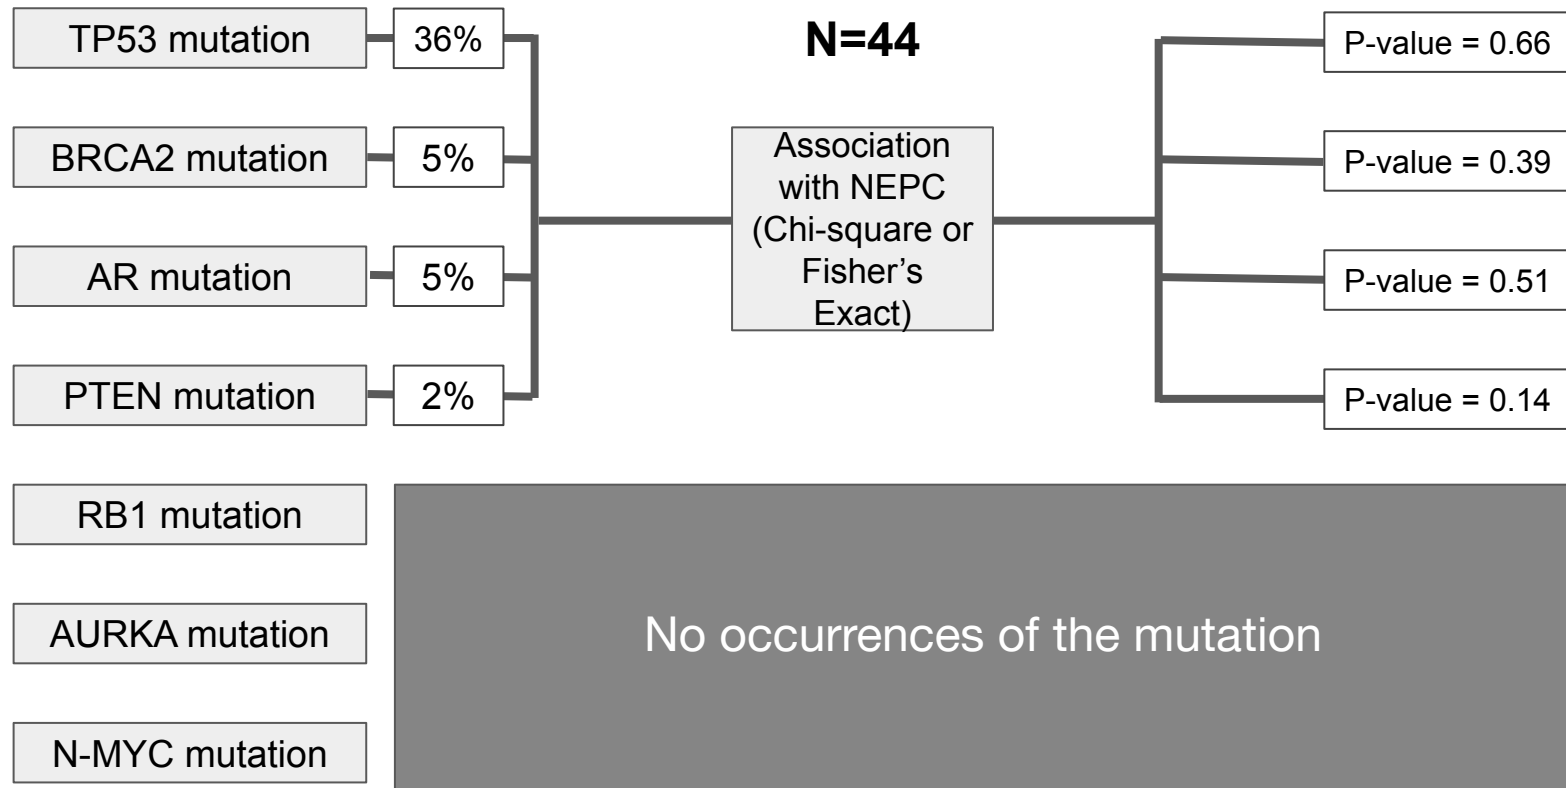 N=44
TP53 mutation
36%
P-value = 0.66
BRCA2 mutation
5%
Association
with NEPC
(Chi-square or
Fisher’s
Exact)
P-value = 0.39
AR mutation
5%
P-value = 0.51
PTEN mutation
2%
P-value = 0.14
RB1 mutation
AURKA mutation
N-MYC mutation
No occurrences of the mutation